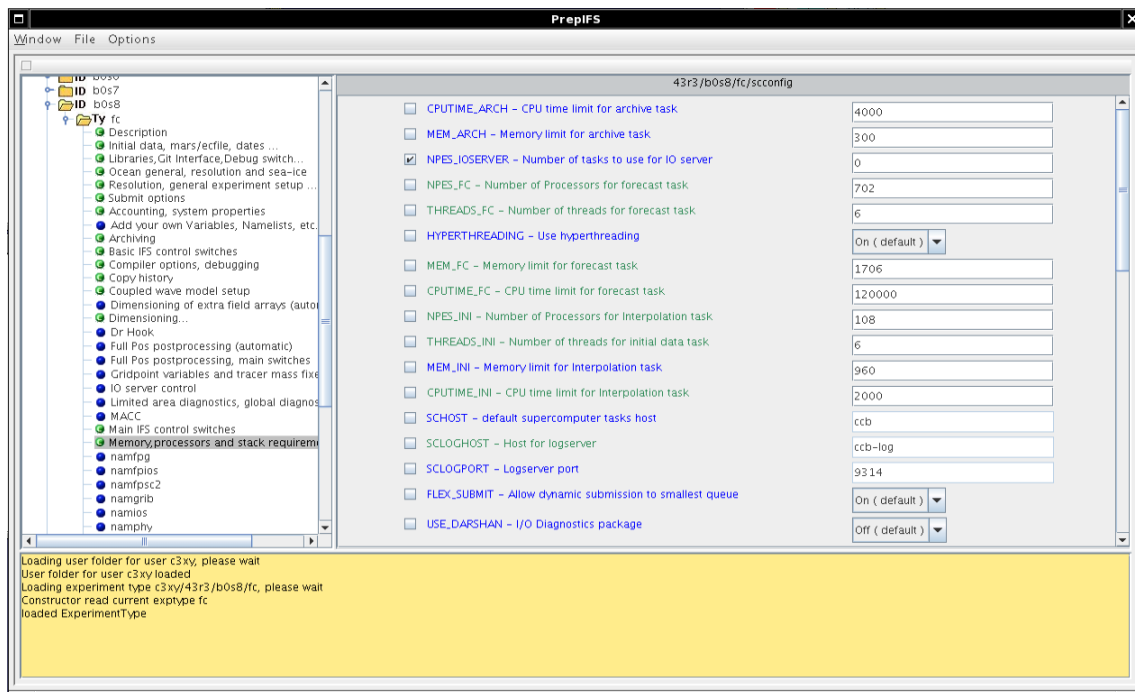 PrepIFS
Window File Options
ID b0s6
ID b0s7
ID b0s8
Ty fc
Description
Initial data, mars/ecfile, dates ...
Libraries,Git Interface,Debug switch...
Ocean general, resolution and sea-ice
Resolution, general experiment setup ...
Submit options
Accounting, system properties
Add your own Variables, Namelists, etc.
Archiving
Basic IFS control switches
Compiler options, debugging
Copy history
Coupled wave model setup
Dimensioning of extra field arrays (autor
Dimensioning...
Dr Hook
Full Pos postprocessing (automatic)
Full Pos postprocessing, main switches
Gridpoint variables and tracer mass fixe
IO server control
Limited area diagnostics, global diagnos
MACC
Main IFS control switches
Memory,processors and stack requirem
namfpg
namfpios
namfpsc2
namgrib
namios
namphy
43r3/b0s8/fc/scconfig
CPUTIME_ARCH - CPU time limit for archive task 4000
MEM_ARCH - Memory limit for archive task 300
NPES_IOSERVER - Number of tasks to use for IO server 0
NPES_FC - Number of Processors for forecast task 702
THREADS_FC - Number of threads for forecast task 6
HYPERTHREADING - Use hyperthreading On ( default )
MEM_FC - Memory limit for forecast task 1706
CPUTIME_FC - CPU time limit for forecast task 120000
NPES_INI - Number of Processors for Interpolation task 108
THREADS_INI - Number of threads for initial data task 6
MEM_INI - Memory limit for Interpolation task 960
CPUTIME_INI - CPU time limit for Interpolation task 2000
SCHOST - default supercomputer tasks host ccb
SCLOGHOST - Host for logserver ccb-log
SCLOGPORT - Logserver port 9314
FLEX_SUBMIT - Allow dynamic submission to smallest queue On ( default )
USE_DARSHAN - I/O Diagnostics package Off ( default )
Loading user folder for user c3xy, please wait
User folder for user c3xy loaded
Loading experiment type c3xy/43r3/b0s8/fc, please wait
Constructor read current exptype fc
loaded ExperimentType